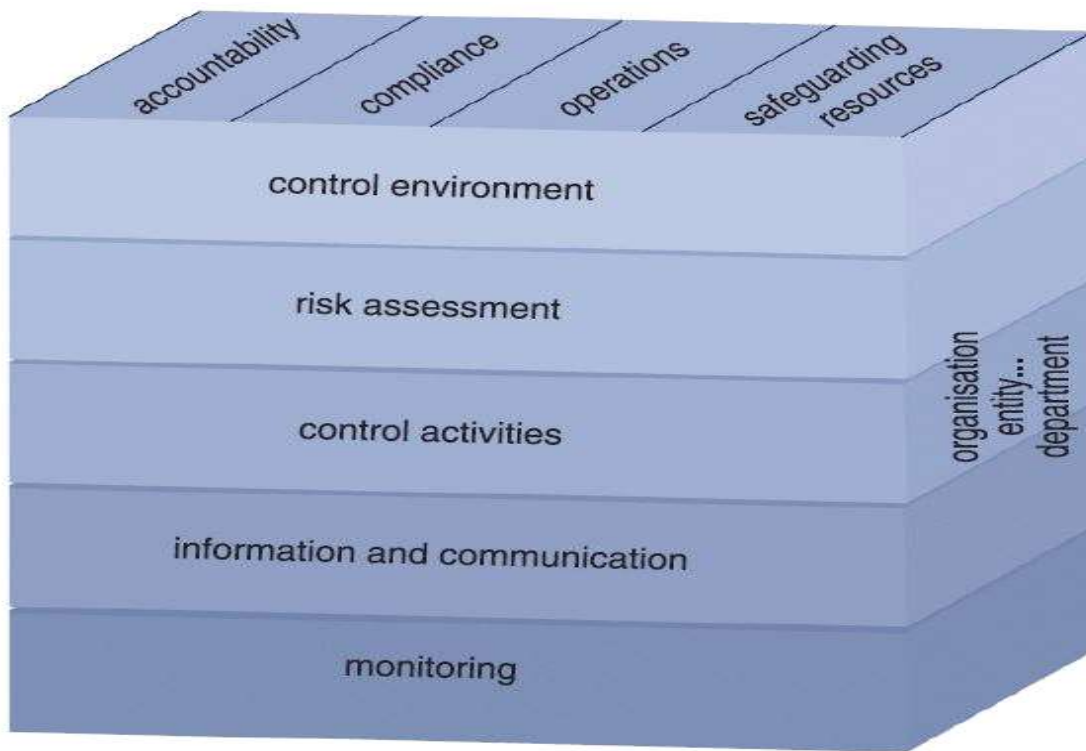 accountability
compliance
operations
safeguarding
resources
control environment
risk assessment
control activities
information and communication
monitoring
organisation
entity...
department